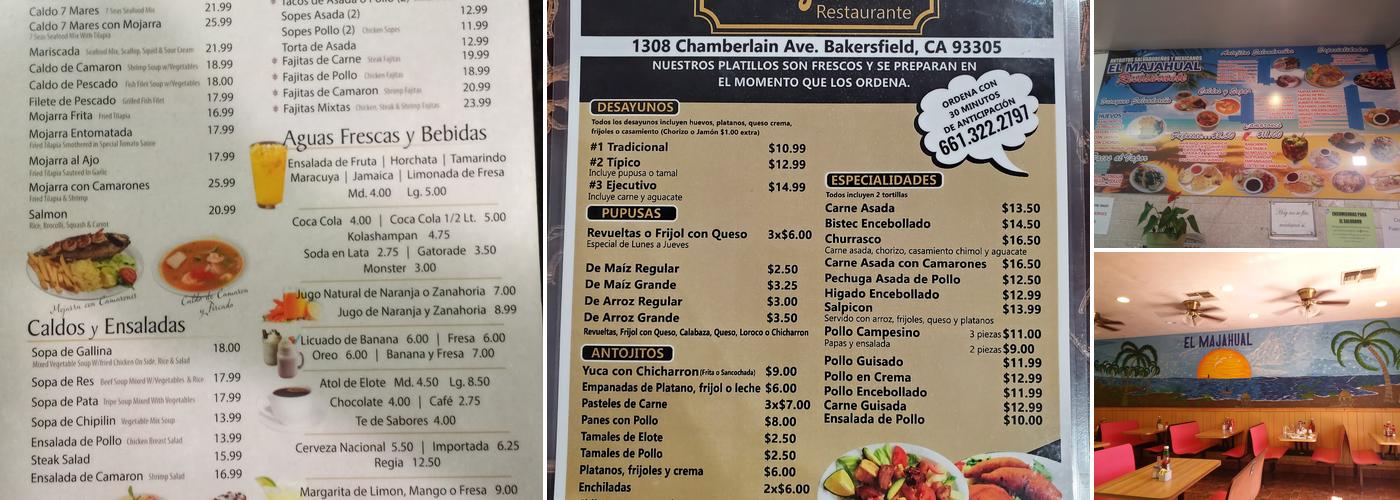 Caldo 7 Mares 7 Seas Seafood Mix 21.99
Caldo 7 Mares con Mojarra 25.99
7 Seas Seafood Mix With Tilapia
Mariscada Seafood Mix, Scallop, Squid & Sour Cream 21.99
Caldo de Camaron Shrimp Soup w/Vegetables 18.99
Caldo de Pescado Fish Filet Soup w/Vegetables 18.00
Filete de Pescado Grilled Fish Filet 17.99
Mojarra Frita Fried Tilapia 16.99
Mojarra Entomatada 17.99
Fried Tilapia Smothered in Special Tomato Sauce
Mojarra al Ajo 17.99
Fried Tilapia Sauteed In Garlic
Mojarra con Camarones 25.99
Fried Tilapia & Shrimp
Salmon 20.99
Rice, Brocolli, Squash & Carrot
Mojarra con Camarones
Caldo de Camaron
y Pescado
Caldos y Ensaladas
Sopa de Gallina 18.00
Mixed Vegetable Soup W/fried Chicken On Side, Rice & Salad
Sopa de Res Beef Soup Mixed W/Vegetables & Rice 17.99
Sopa de Pata Tripe Soup Mixed With Vegetables 17.99
Sopa de Chipilin Vegetable Mix Soup 13.99
Ensalada de Pollo Chicken Breast Salad 13.99
Steak Salad 15.99
Ensalada de Camaron Shrimp Salad 16.99
Tacos de Asada o Pollo (2)
Sopes Asada (2) 12.99
Sopes Pollo (2) Chicken Sopes 11.99
Torta de Asada 12.99
Fajitas de Carne Steak Fajitas 19.99
Fajitas de Pollo Chicken Fajitas 18.99
Fajitas de Camaron Shrimp Fajitas 20.99
Fajitas Mixtas Chicken, Steak & Shrimp Fajitas 23.99
Aguas Frescas y Bebidas
Ensalada de Fruta | Horchata | Tamarindo
Maracuya | Jamaica | Limonada de Fresa
Md. 4.00 Lg. 5.00
Coca Cola 4.00 | Coca Cola 1/2 Lt. 5.00
Kolashampan 4.75
Soda en Lata 2.75 | Gatorade 3.50
Monster 3.00
Jugo Natural de Naranja o Zanahoria 7.00
Jugo de Naranja y Zanahoria 8.99
Licuado de Banana 6.00 | Fresa 6.00
Oreo 6.00 | Banana y Fresa 7.00
Atol de Elote Md. 4.50 Lg. 8.50
Chocolate 4.00 | Café 2.75
Te de Sabores 4.00
Cerveza Nacional 5.50 | Importada 6.25
Regia 12.50
Margarita de Limon, Mango o Fresa 9.00
Restaurante
1308 Chamberlain Ave. Bakersfield, CA 93305
NUESTROS PLATILLOS SON FRESCOS Y SE PREPARAN EN
EL MOMENTO QUE LOS ORDENA.
ORDENA CON
30 MINUTOS
DE ANTICIPACIÓN
661.322.2797
DESAYUNOS
Todos los desayunos incluyen huevos, platanos, queso crema,
frijoles o casamiento (Chorizo o Jamón $1.00 extra)
#1 Tradicional $10.99
#2 Típico $12.99
Incluye pupusa o tamal
#3 Ejecutivo $14.99
Incluye carne y aguacate
PUPUSAS
Revueltas o Frijol con Queso 3x$6.00
Especial de Lunes a Jueves
De Maíz Regular $2.50
De Maíz Grande $3.25
De Arroz Regular $3.00
De Arroz Grande $3.50
Revueltas, Frijol con Queso, Calabaza, Queso, Loroco o Chicharron
ANTOJITOS
Yuca con Chicharron (Frita o Sancochada) $9.00
Empanadas de Platano, frijol o leche $6.00
Pasteles de Carne 3x$7.00
Panes con Pollo $8.00
Tamales de Elote $2.50
Tamales de Pollo $2.50
Platanos, frijoles y crema $6.00
Enchiladas 2x$6.00
ESPECIALIDADES
Todos incluyen 2 tortillas
Carne Asada $13.50
Bistec Encebollado $14.50
Churrasco $16.50
Carne asada, chorizo, casamiento chimol y aguacate
Carne Asada con Camarones $16.50
Pechuga Asada de Pollo $12.50
Higado Encebollado $12.99
Salpicon $13.99
Servido con arroz, frijoles, queso y platanos
Pollo Campesino 3 piezas $11.00
Papas y ensalada 2 piezas $9.00
Pollo Guisado $11.99
Pollo en Crema $12.99
Pollo Encebollado $11.99
Carne Guisada $12.99
Ensalada de Pollo $10.00
Antojitos Salvadoreños
Especialidades
ANTOJITOS SALVADOREÑOS Y MEXICANOS
EL MAJAHUAL
Restaurante
Caldos y Sopas
HUEVOS
EL MAJAHUAL